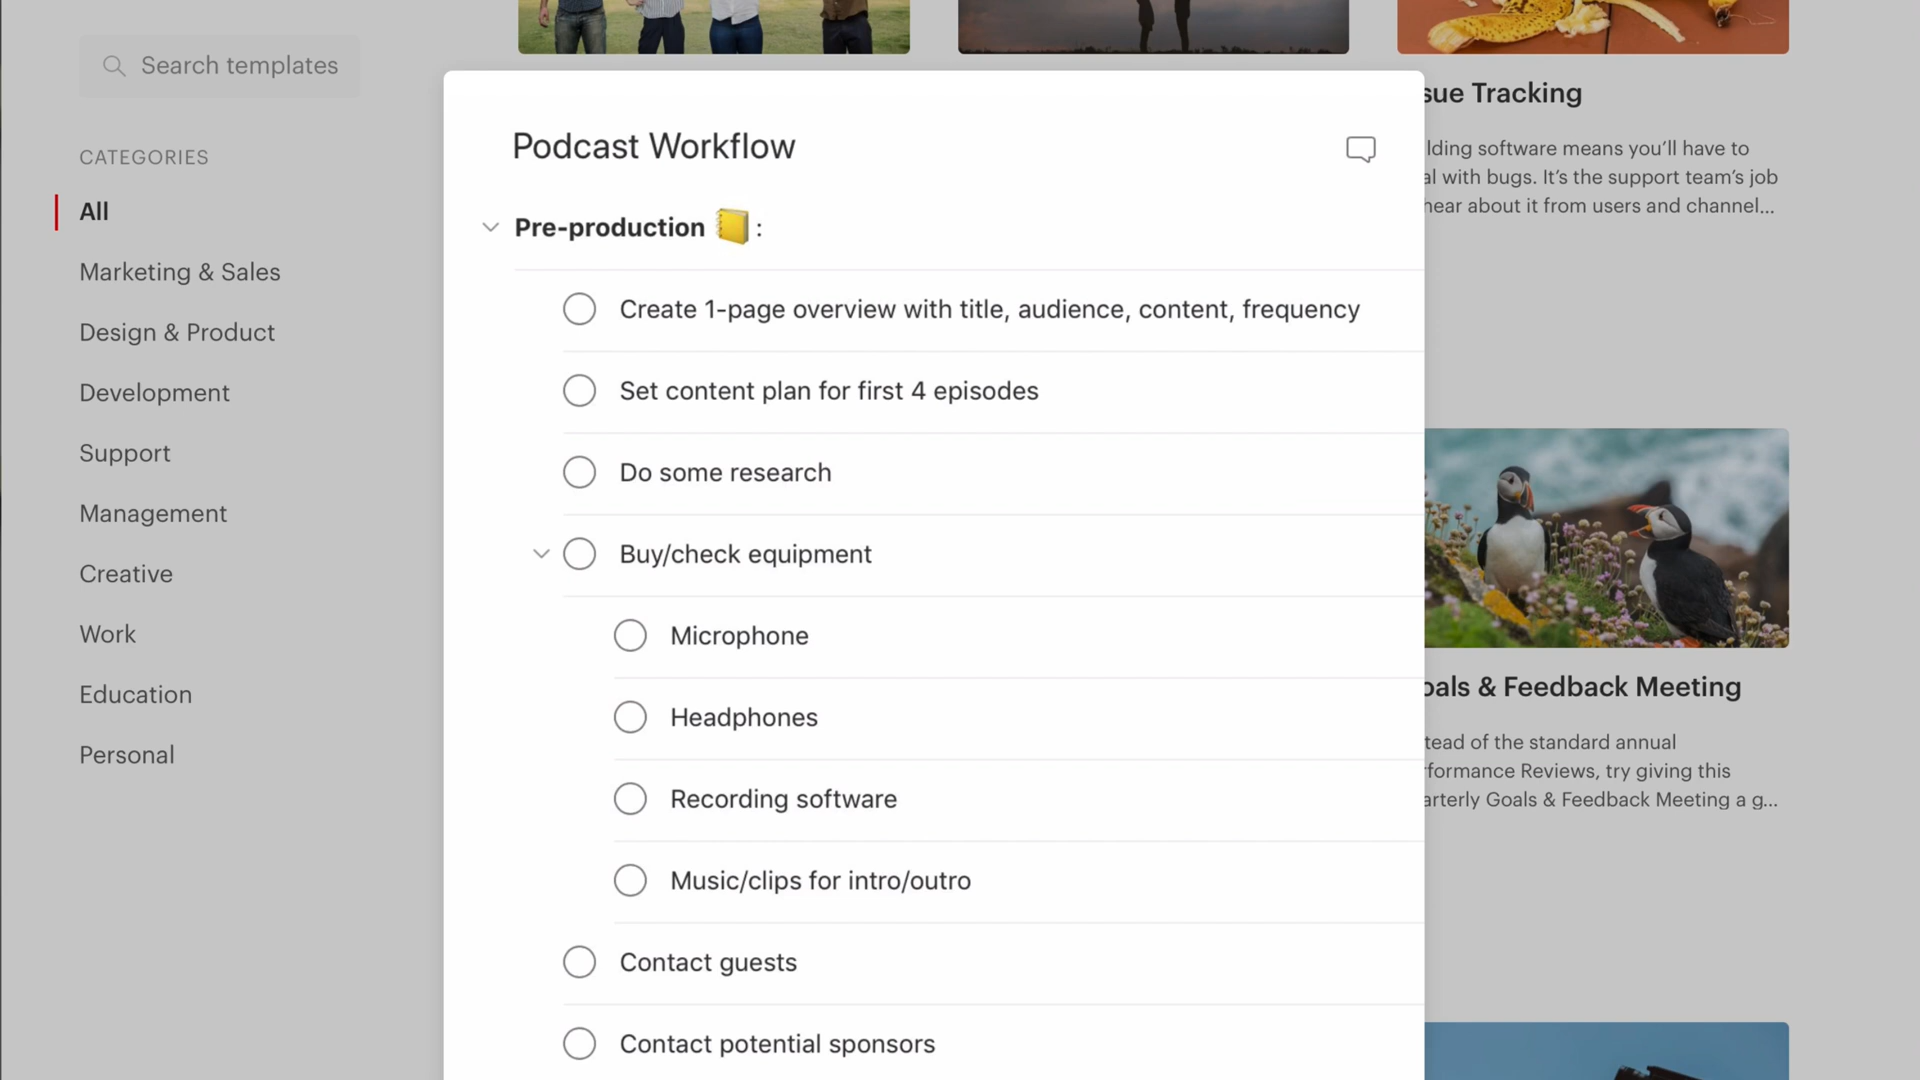 Search templates
CATEGORIES
All
Marketing & Sales
Design & Product
Development
Support
Management
Creative
Work
Education
Personal
Podcast Workflow
Pre-production 📒 :
Create 1-page overview with title, audience, content, frequency
Set content plan for first 4 episodes
Do some research
Buy/check equipment
Microphone
Headphones
Recording software
Music/clips for intro/outro
Contact guests
Contact potential sponsors
sue Tracking
lding software means you’ll have to
al with bugs. It’s the support team’s job
hear about it from users and channel...
oals & Feedback Meeting
tead of the standard annual
formance Reviews, try giving this
arterly Goals & Feedback Meeting a g...